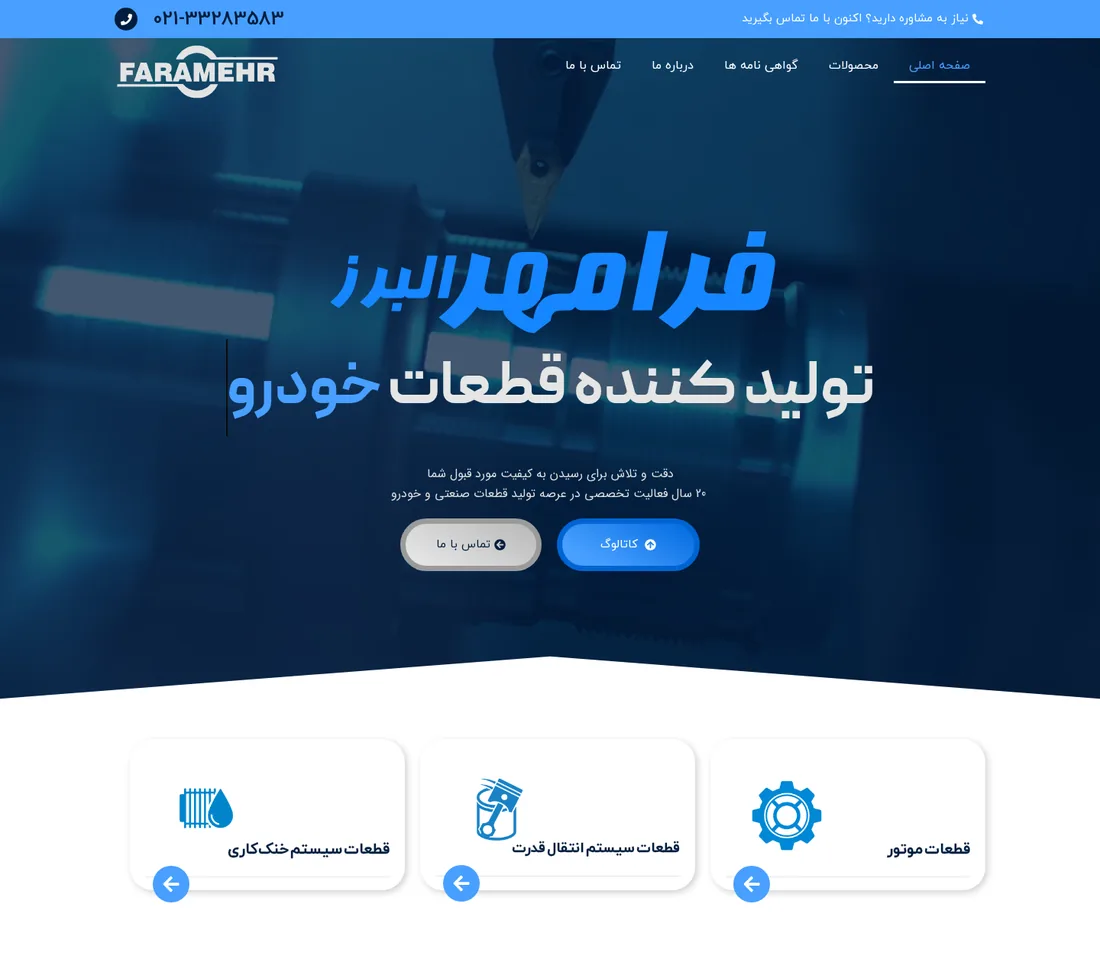 نیاز به مشاوره دارید؟ اکنون با ما تماس بگیرید
۰۲۱-۳۳۲۸۳۵۸۳
صفحه اصلی
محصولات
گواهی نامه ها
درباره ما
تماس با ما
FARAMEHR
فرامهرالبرز
تولید کننده قطعات خودرو
دقت و تلاش برای رسیدن به کیفیت مورد قبول شما
۲۰ سال فعالیت تخصصی در عرصه تولید قطعات صنعتی و خودرو
کاتالوگ
تماس با ما
قطعات موتور
قطعات سیستم انتقال قدرت
قطعات سیستم خنک‌کاری